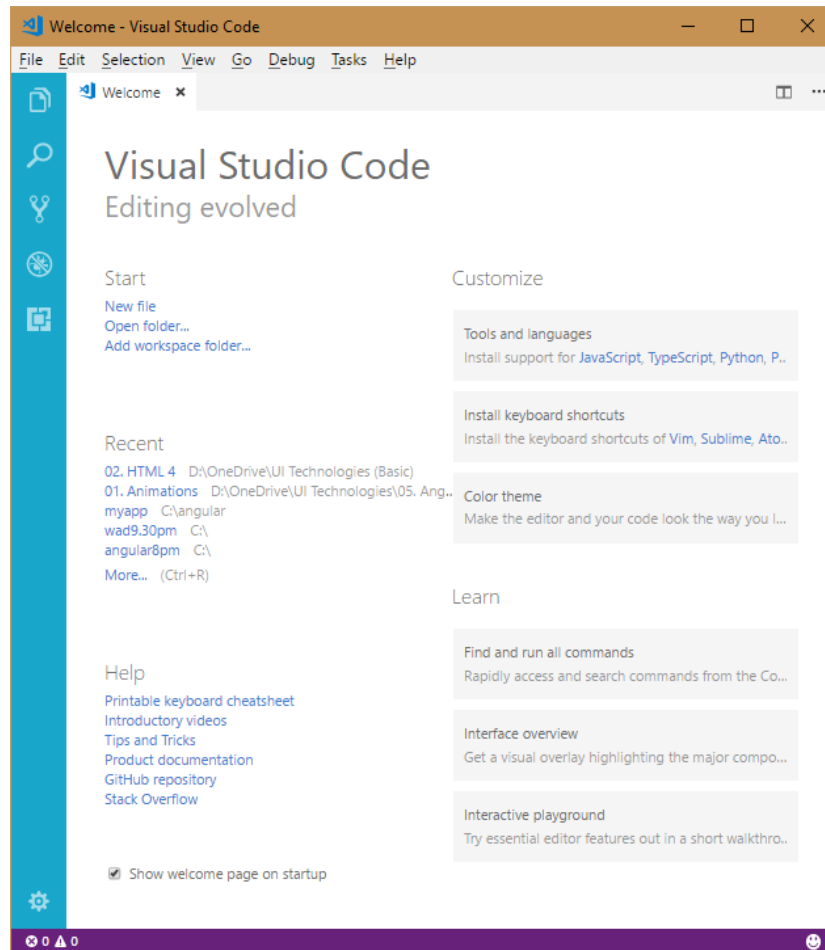 Welcome - Visual Studio Code
File Edit Selection View Go Debug Tasks Help
Welcome
Visual Studio Code
Editing evolved
Start
New file
Open folder...
Add workspace folder...
Recent
02. HTML 4 D:\OneDrive\UI Technologies (Basic)
01. Animations D:\OneDrive\UI Technologies\05. Ang...
myapp C:\angular
wad9.30pm C:\
angular8pm C:\
More... (Ctrl+R)
Help
Printable keyboard cheatsheet
Introductory videos
Tips and Tricks
Product documentation
GitHub repository
Stack Overflow
Show welcome page on startup
Customize
Tools and languages
Install support for JavaScript, TypeScript, Python, P..
Install keyboard shortcuts
Install the keyboard shortcuts of Vim, Sublime, Ato..
Color theme
Make the editor and your code look the way you l...
Learn
Find and run all commands
Rapidly access and search commands from the Co...
Interface overview
Get a visual overlay highlighting the major compo...
Interactive playground
Try essential editor features out in a short walkthro..
0 0